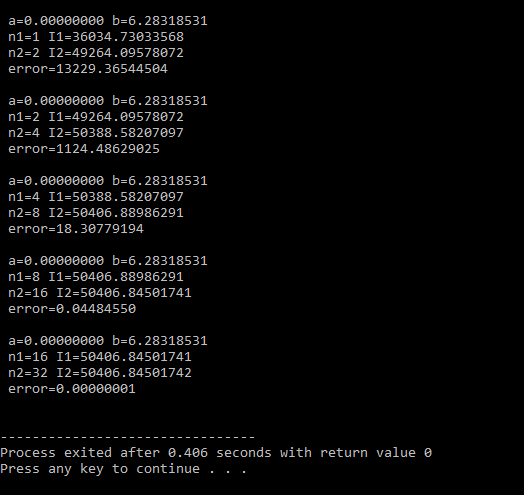 a=0.00000000 b=6.28318531
n1=1 I1=36034.73033568
n2=2 I2=49264.09578072
error=13229.36544504
a=0.00000000 b=6.28318531
n1=2 I1=49264.09578072
n2=4 I2=50388.58207097
error=1124.48629025
a=0.00000000 b=6.28318531
n1=4 I1=50388.58207097
n2=8 I2=50406.88986291
error=18.30779194
a=0.00000000 b=6.28318531
n1=8 I1=50406.88986291
n2=16 I2=50406.84501741
error=0.04484550
a=0.00000000 b=6.28318531
n1=16 I1=50406.84501741
n2=32 I2=50406.84501742
error=0.00000001
--------------------------------
Process exited after 0.406 seconds with return value 0
Press any key to continue . . .